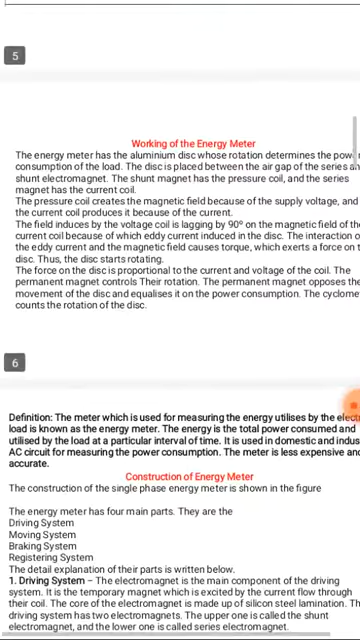 5
Working of the Energy Meter
The energy meter has the aluminium disc whose rotation determines the power
consumption of the load. The disc is placed between the air gap of the series an
shunt electromagnet. The shunt magnet has the pressure coil, and the series
magnet has the current coil.
The pressure coil creates the magnetic field because of the supply voltage, and
the current coil produces it because of the current.
The field induces by the voltage coil is lagging by 90º on the magnetic field of the
current coil because of which eddy current induced in the disc. The interaction o
the eddy current and the magnetic field causes torque, which exerts a force on t
disc. Thus, the disc starts rotating.
The force on the disc is proportional to the current and voltage of the coil. The
permanent magnet controls Their rotation. The permanent magnet opposes the
movement of the disc and equalises it on the power consumption. The cyclome
counts the rotation of the disc.
6
Definition: The meter which is used for measuring the energy utilises by the elect
load is known as the energy meter. The energy is the total power consumed and
utilised by the load at a particular interval of time. It is used in domestic and indus
AC circuit for measuring the power consumption. The meter is less expensive and
accurate.
Construction of Energy Meter
The construction of the single phase energy meter is shown in the figure
The energy meter has four main parts. They are the
Driving System
Moving System
Braking System
Registering System
The detail explanation of their parts is written below.
1. Driving System – The electromagnet is the main component of the driving
system. It is the temporary magnet which is excited by the current flow through
their coil. The core of the electromagnet is made up of silicon steel lamination. Th
driving system has two electromagnets. The upper one is called the shunt
electromagnet, and the lower one is called series electromagnet.